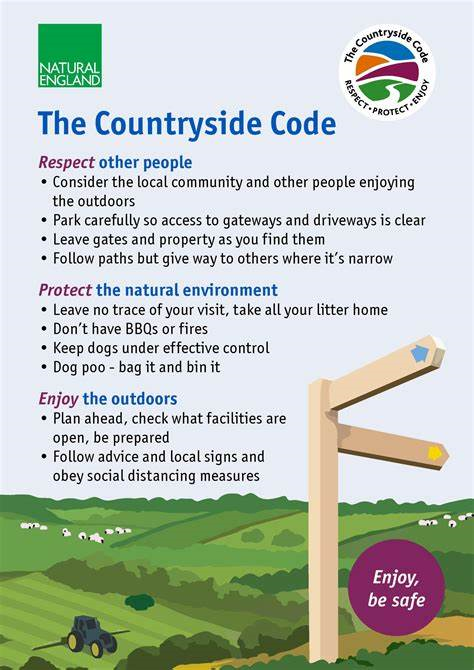 NATURAL
ENGLAND
The Countryside Code
RESPECT • PROTECT • ENJOY
The Countryside Code
Respect other people
• Consider the local community and other people enjoying
the outdoors
• Park carefully so access to gateways and driveways is clear
• Leave gates and property as you find them
• Follow paths but give way to others where it's narrow
Protect the natural environment
• Leave no trace of your visit, take all your litter home
• Don't have BBQs or fires
• Keep dogs under effective control
• Dog poo - bag it and bin it
Enjoy the outdoors
• Plan ahead, check what facilities are
open, be prepared
• Follow advice and local signs and
obey social distancing measures
Enjoy,
be safe